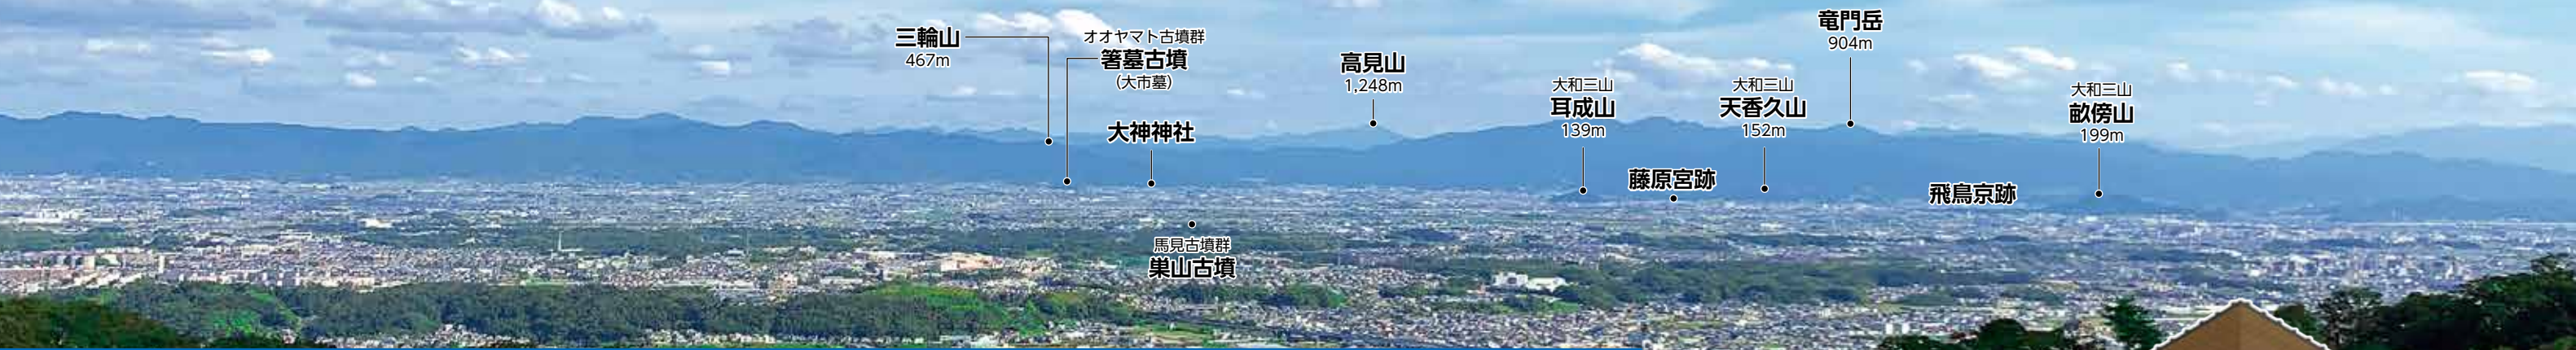 三輪山
467m
オオヤマト古墳群
箸墓古墳
(大市墓)
大神神社
馬見古墳群
巣山古墳
高見山
1,248m
大和三山
耳成山
139m
藤原宮跡
大和三山
天香久山
152m
竜門岳
904m
飛鳥京跡
大和三山
畝傍山
199m